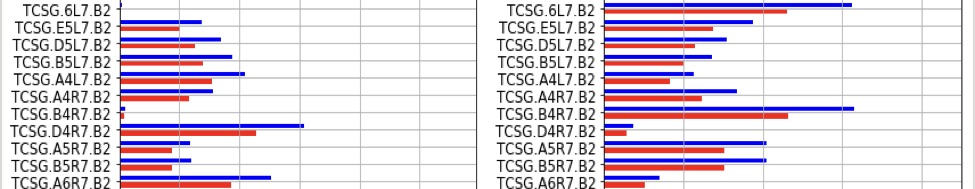 TCSG.6L7.B2
TCSG.E5L7.B2
TCSG.D5L7.B2
TCSG.B5L7.B2
TCSG.A4L7.B2
TCSG.A4R7.B2
TCSG.B4R7.B2
TCSG.D4R7.B2
TCSG.A5R7.B2
TCSG.B5R7.B2
TCSG.A6R7.B2
TCSG.6L7.B2
TCSG.E5L7.B2
TCSG.D5L7.B2
TCSG.B5L7.B2
TCSG.A4L7.B2
TCSG.A4R7.B2
TCSG.B4R7.B2
TCSG.D4R7.B2
TCSG.A5R7.B2
TCSG.B5R7.B2
TCSG.A6R7.B2